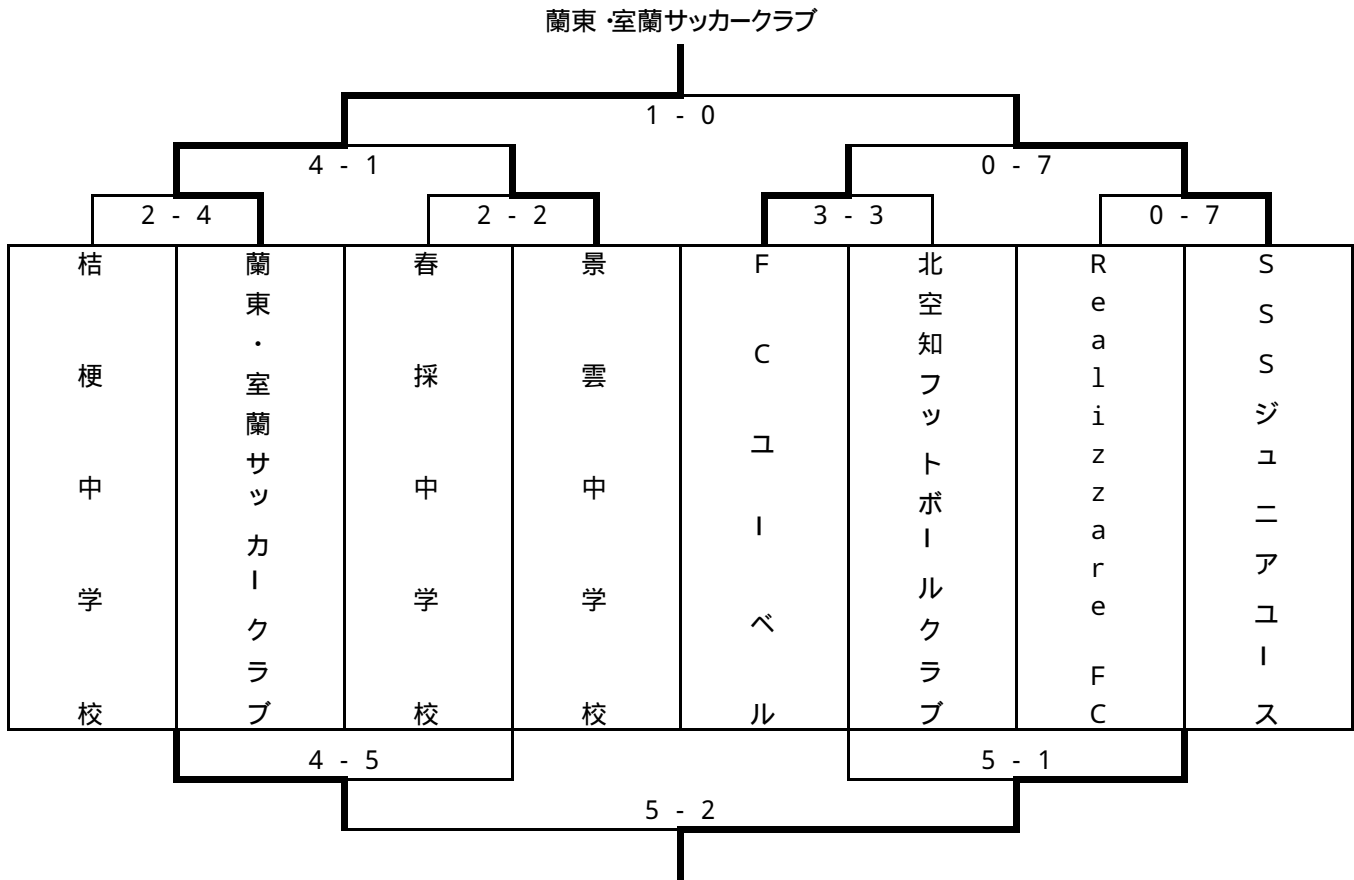 蘭東・室蘭サッカークラブ
1 - 0
4 - 1
0 - 7
2 - 4
2 - 2
3 - 3
0 - 7
桔梗中学校
蘭東・室蘭サッカークラブ
春採中学校
景雲中学校
FCユーベル
北空知フットボールクラブ
Realizzare FC
SSSジュニアユース
4 - 5
5 - 1
5 - 2